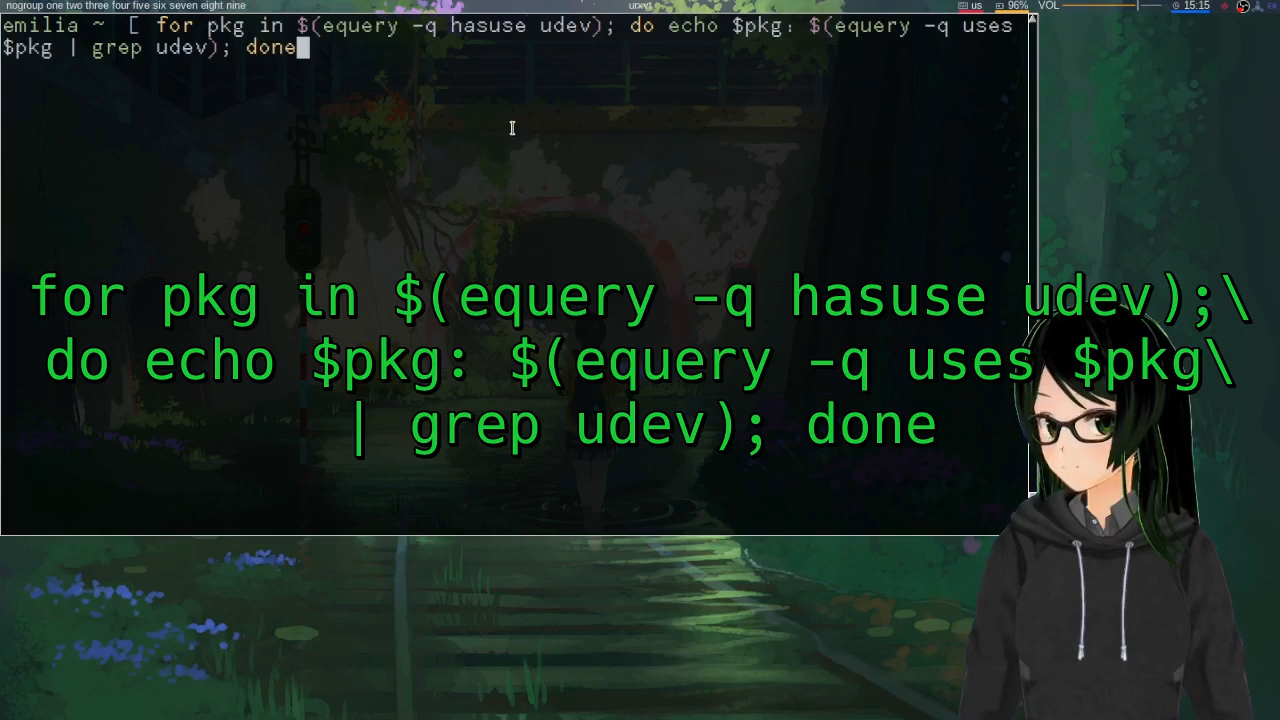 nogroup one two three four five six seven eight nine
urxvt
us
96%
VOL
15:15
emilia ~ [ for pkg in $(equery -q hasuse udev); do echo $pkg: $(equery -q uses
$pkg | grep udev); done
for pkg in $(equery -q hasuse udev);\
do echo $pkg: $(equery -q uses $pkg\
| grep udev); done